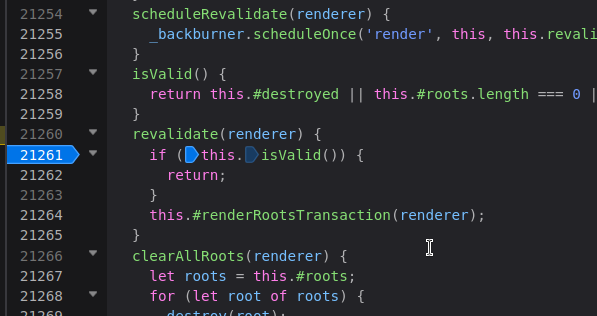 21254 scheduleRevalidate(renderer) {
21255 _backburner.scheduleOnce('render', this, this.revali
21256 }
21257 isValid() {
21258 return this.#destroyed || this.#roots.length === 0 |
21259 }
21260 revalidate(renderer) {
21261 if (this.isValid()) {
21262 return;
21263 }
21264 this.#renderRootsTransaction(renderer);
21265 }
21266 clearAllRoots(renderer) {
21267 let roots = this.#roots;
21268 for (let root of roots) {
21269 destroy(root);